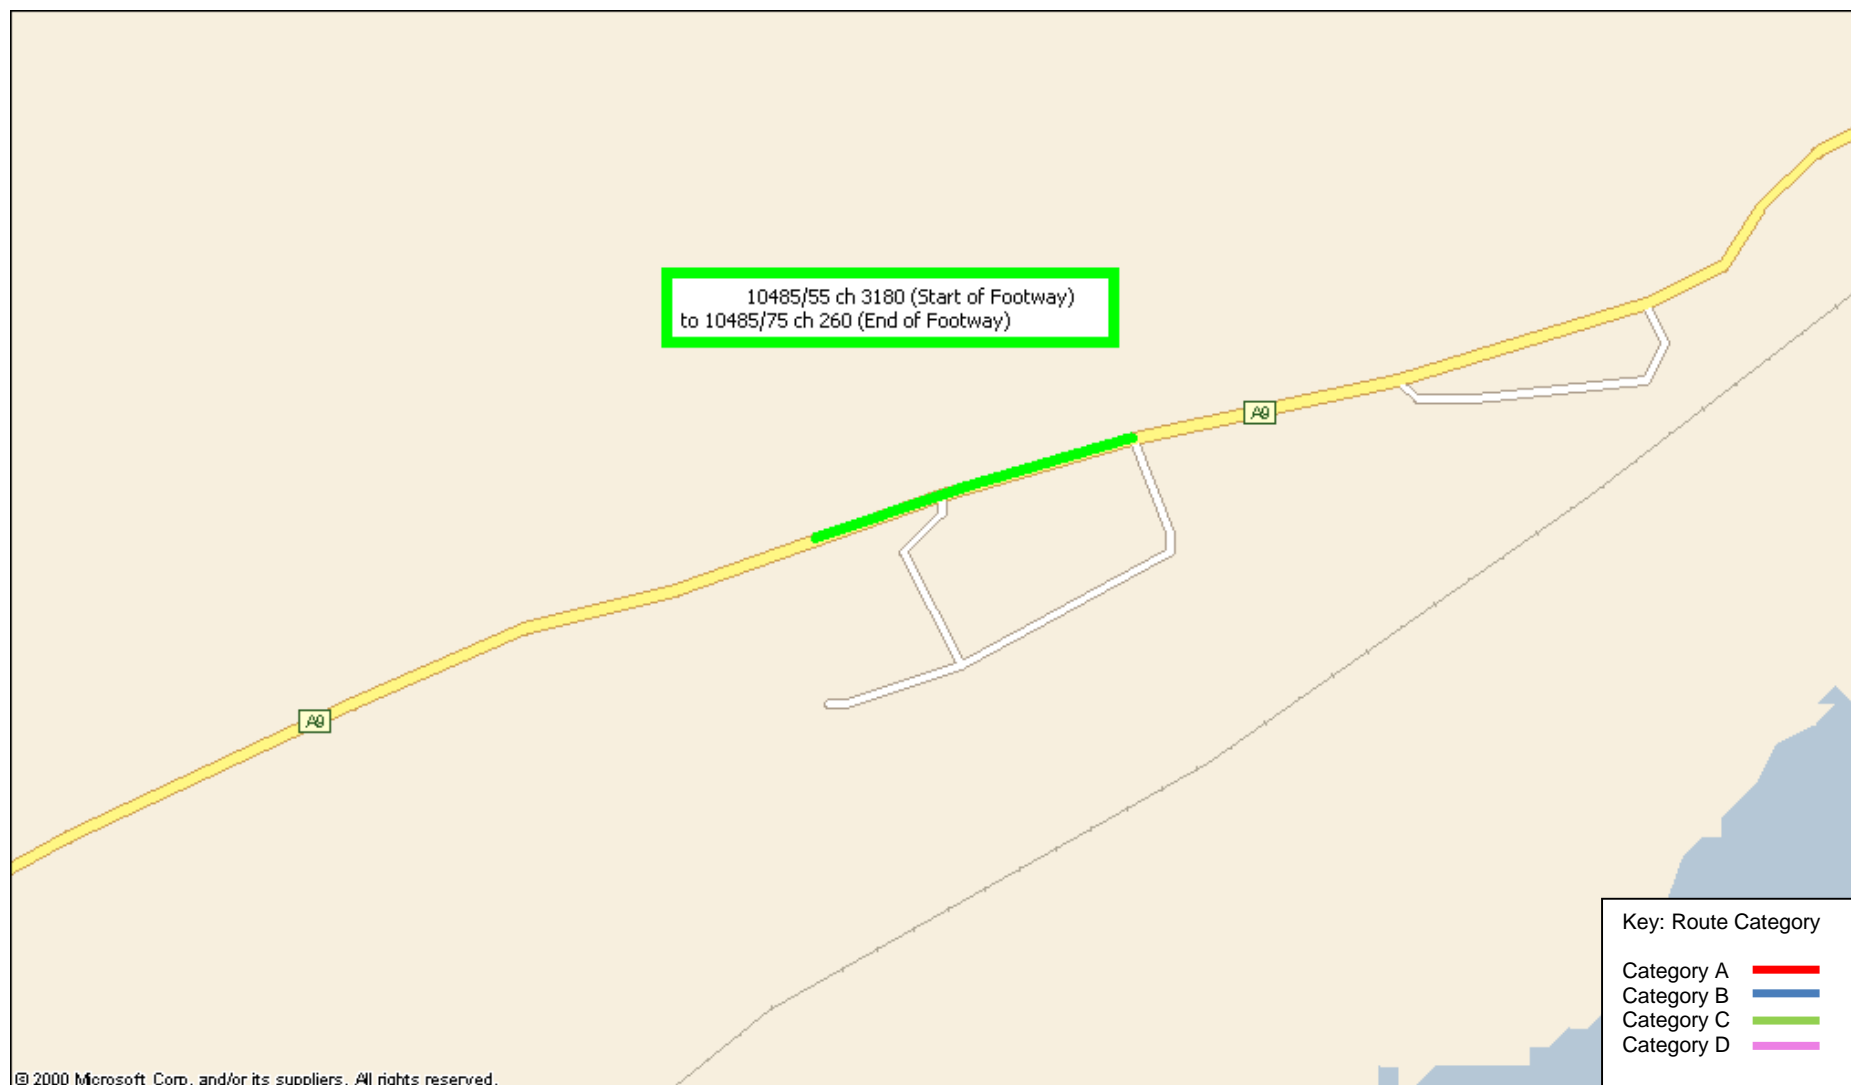 10485/55 ch 3180 (Start of Footway)
to 10485/75 ch 260 (End of Footway)
A9
A9
Key: Route Category
Category A
Category B
Category C
Category D
© 2000 Microsoft Corp. and/or its suppliers. All rights reserved.